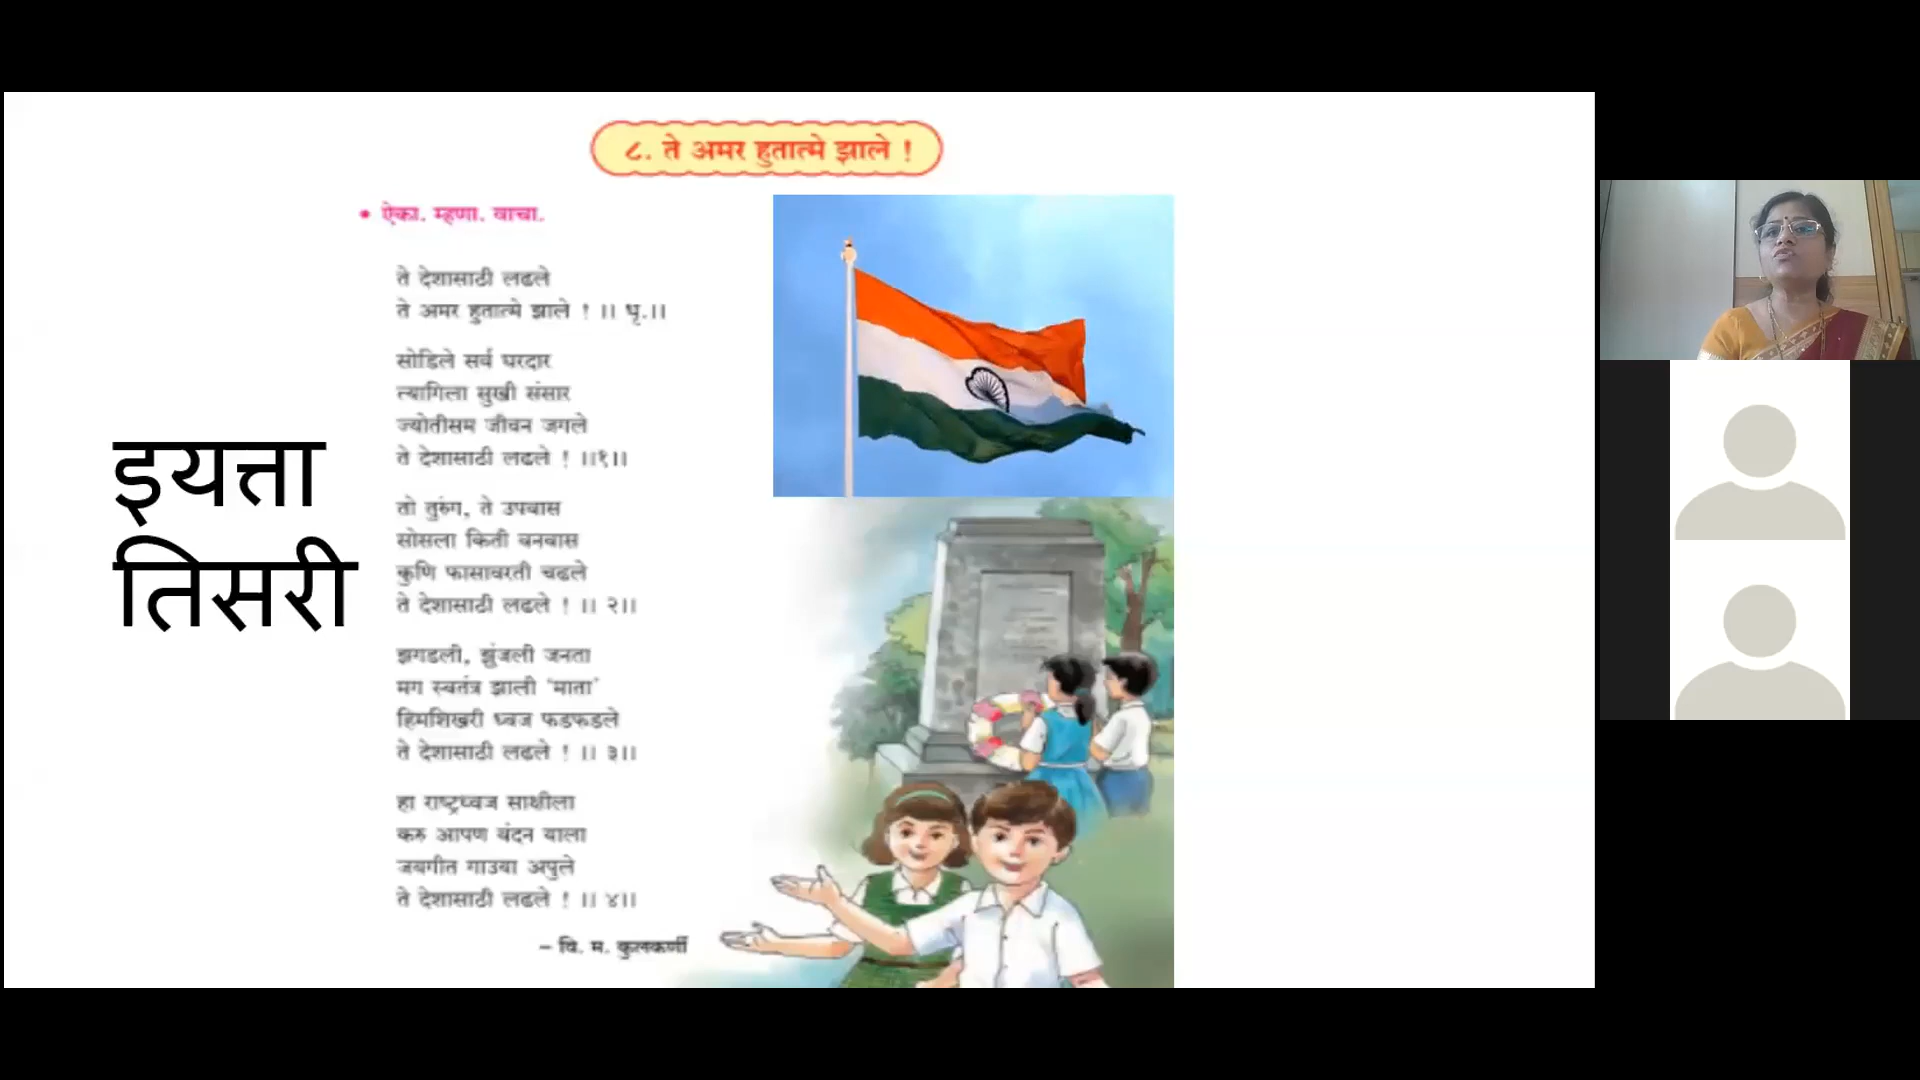 ८. ते अमर हुतात्मे झाले !
• ऐका. म्हणा. वाचा.
ते देशासाठी लढले
ते अमर हुतात्मे झाले ! ।। धृ.।।
सोडिले सर्व घरदार
त्यागिला सुखी संसार
ज्योतीसम जीवन जगले
ते देशासाठी लढले ! ।।१।।
तो तुरुंग, ते उपवास
सोसला किती वनवास
कुणि फासावरती चढले
ते देशासाठी लढले ! ।। २।।
झगडली, झुंजली जनता
मग स्वतंत्र झाली ‘माता’
हिमशिखरी ध्वज फडफडले
ते देशासाठी लढले ! ।। ३।।
हा राष्ट्रध्वज साक्षीला
करु आपण वंदन याला
जयगीत गाउया अपुले
ते देशासाठी लढले ! ।। ४।।
– वि. म. कुलकर्णी
इयत्ता
तिसरी